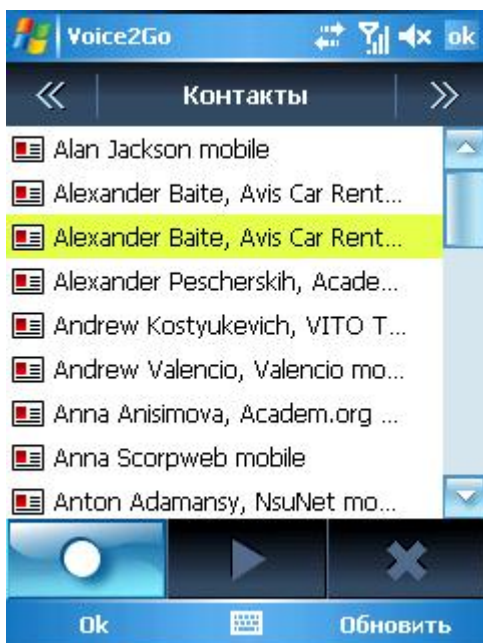 Voice2Go ok
Контакты
Alan Jackson mobile
Alexander Baite, Avis Car Rent...
Alexander Baite, Avis Car Rent...
Alexander Pescherskih, Acade...
Andrew Kostyukevich, VITO T...
Andrew Valencio, Valencio mo...
Anna Anisimova, Academ.org ...
Anna Scorpweb mobile
Anton Adamansy, NsuNet mo...
Ok Обновить